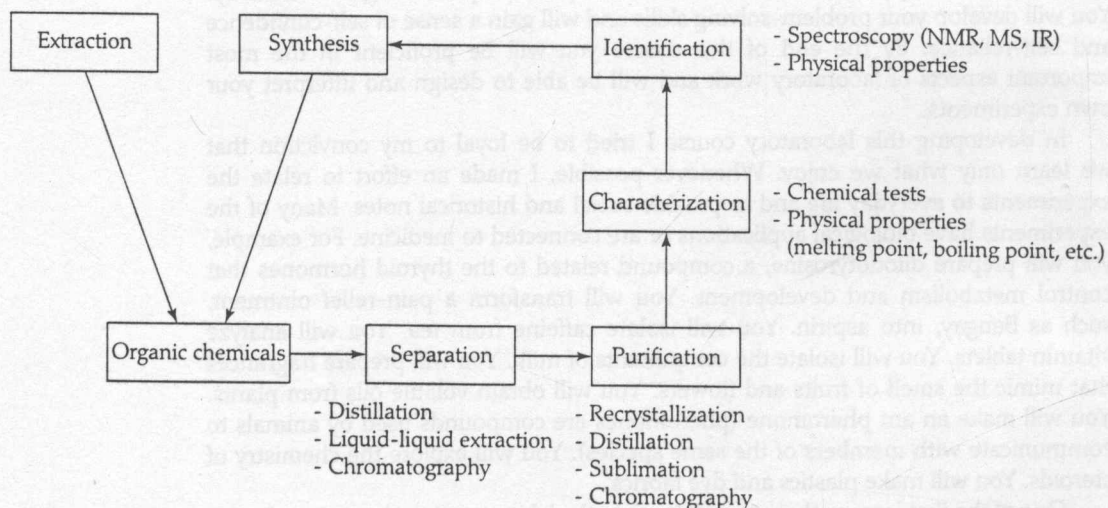 Extraction
Synthesis
Identification
- Spectroscopy (NMR, MS, IR)
- Physical properties
Characterization
- Chemical tests
- Physical properties
(melting point, boiling point, etc.)
Organic chemicals
Separation
Purification
- Distillation
- Liquid-liquid extraction
- Chromatography
- Recrystallization
- Distillation
- Sublimation
- Chromatography